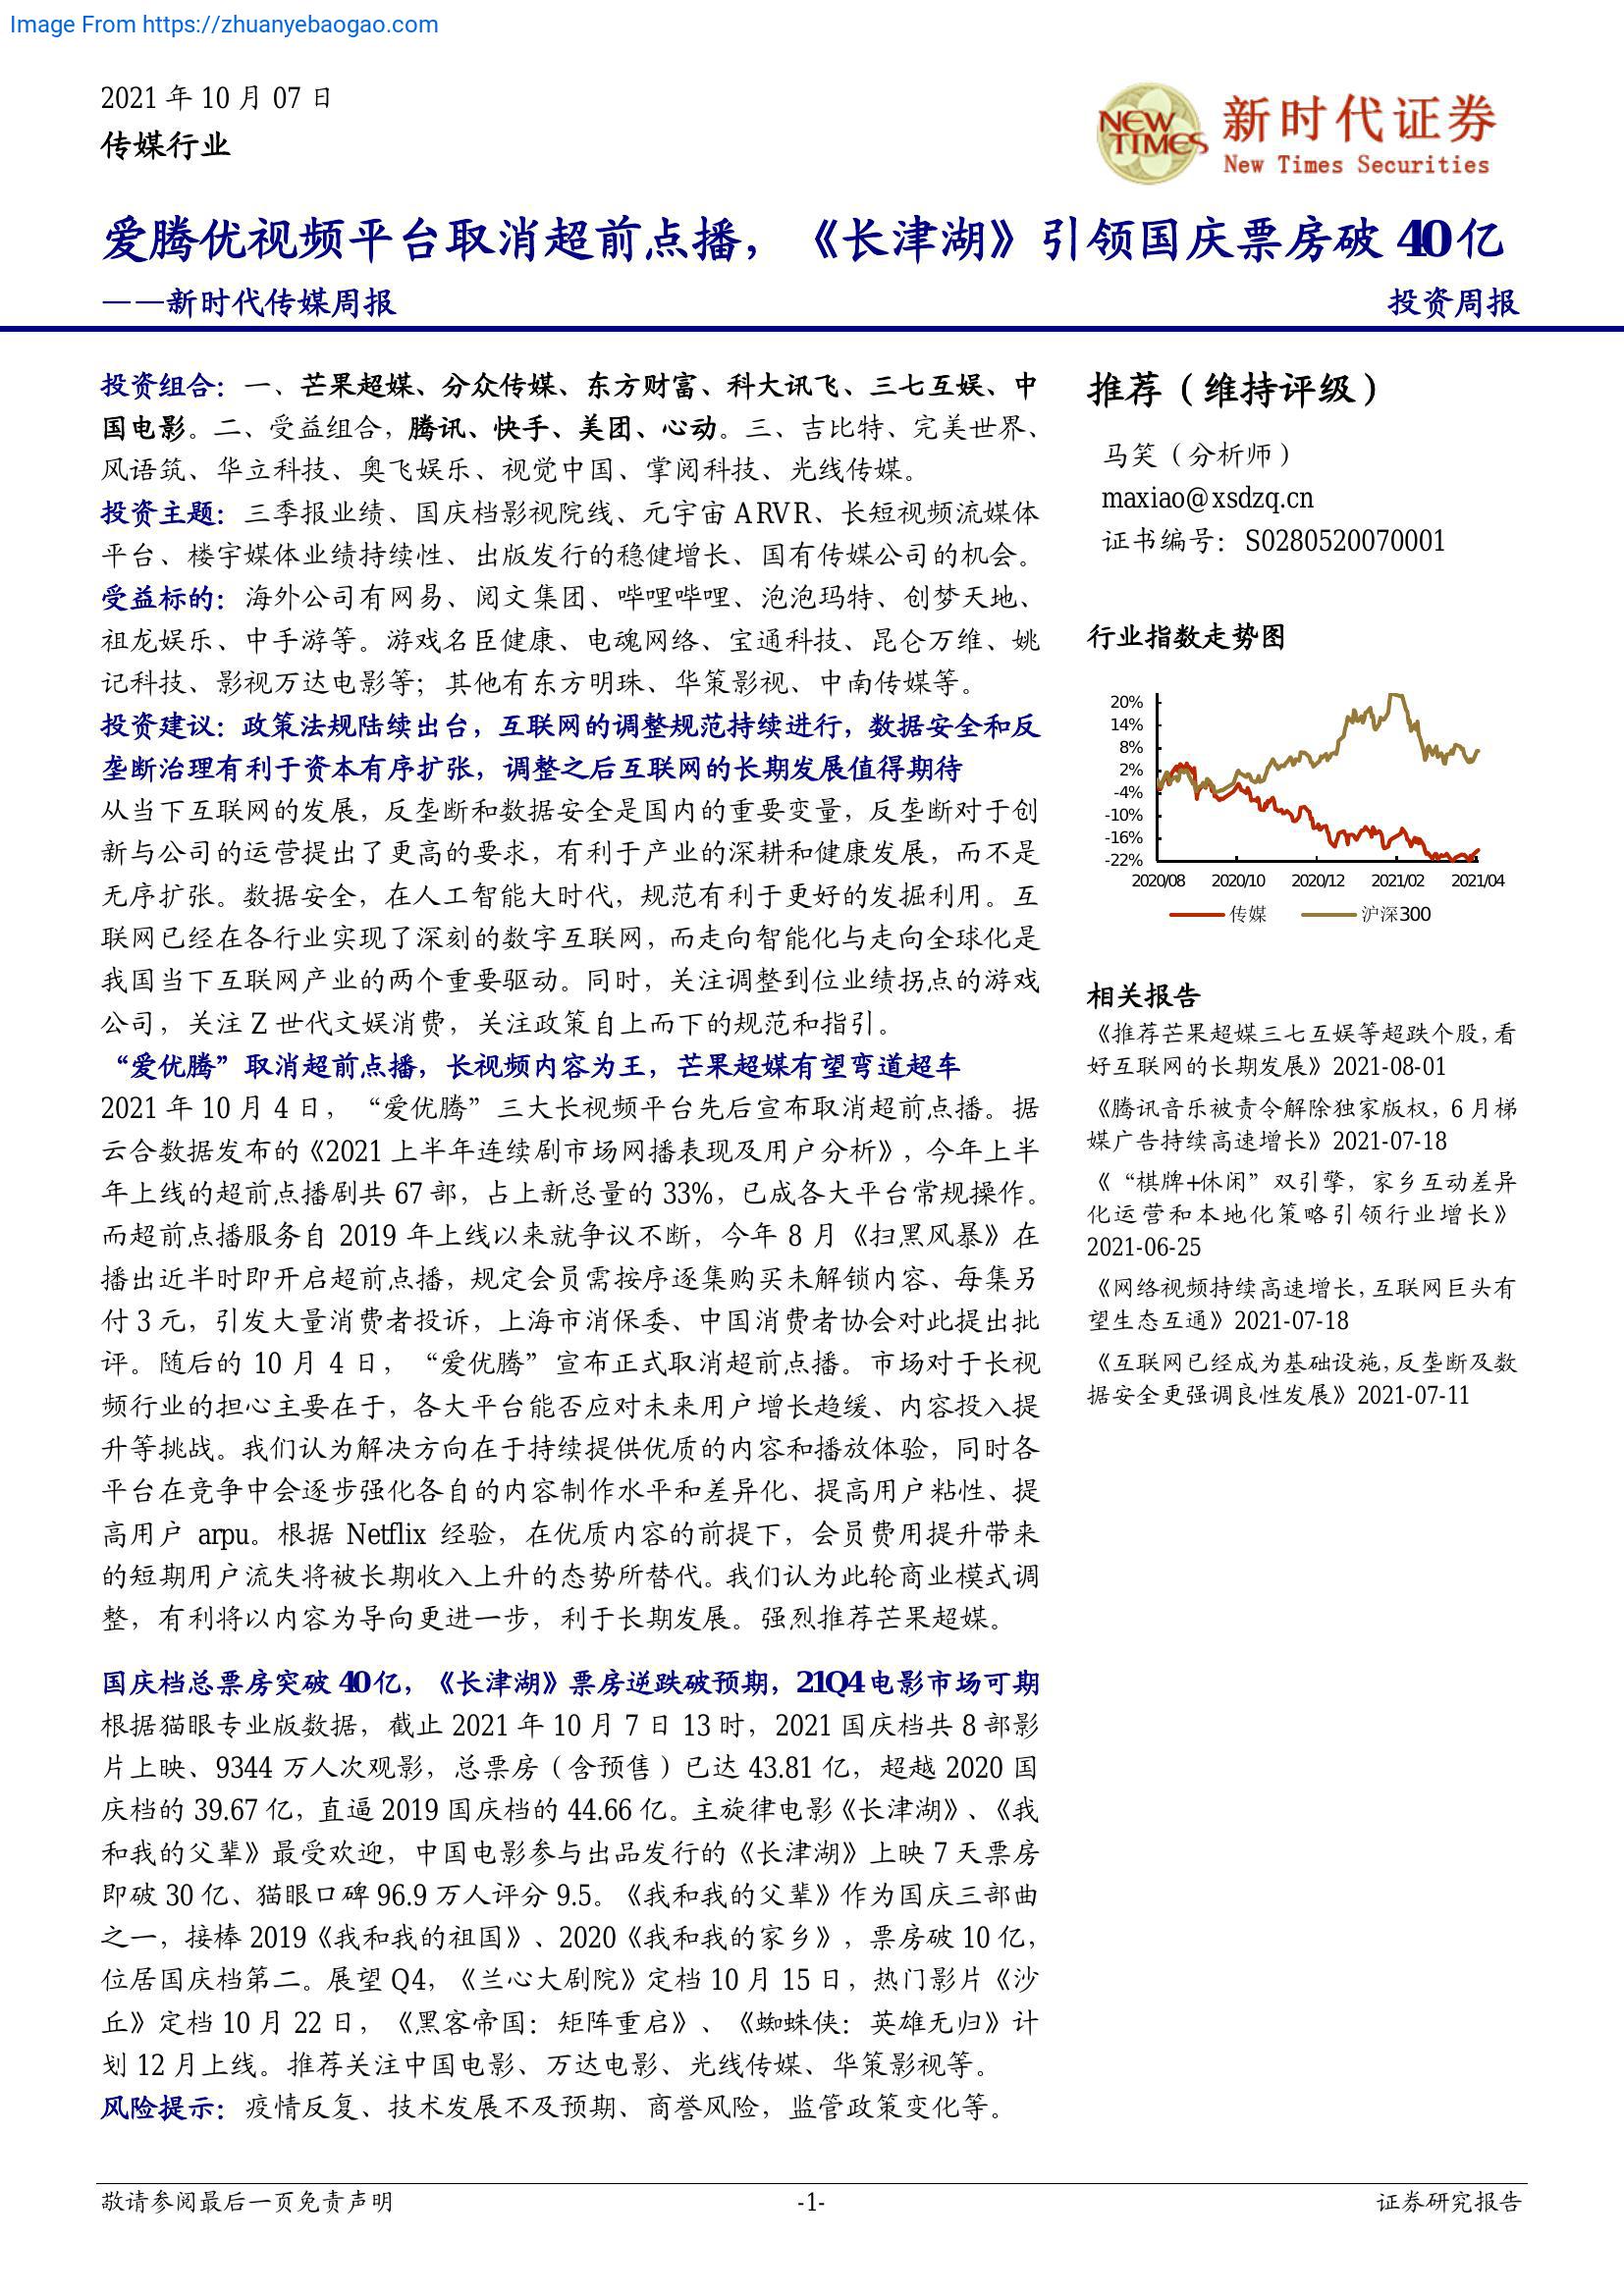 Image From https://zhuanyebaogao.com
2021 年 10 月 07 日
传媒行业
NEW TIMES
新时代证券
New Times Securities
爱腾优视频平台取消超前点播，《长津湖》引领国庆票房破 40 亿
——新时代传媒周报
投资周报
投资组合：一、芒果超媒、分众传媒、东方财富、科大讯飞、三七互娱、中
国电影。二、受益组合，腾讯、快手、美团、心动。三、吉比特、完美世界、
风语筑、华立科技、奥飞娱乐、视觉中国、掌阅科技、光线传媒。
投资主题：三季报业绩、国庆档影视院线、元宇宙 ARVR、长短视频流媒体
平台、楼宇媒体业绩持续性、出版发行的稳健增长、国有传媒公司的机会。
受益标的：海外公司有网易、阅文集团、哔哩哔哩、泡泡玛特、创梦天地、
祖龙娱乐、中手游等。游戏名臣健康、电魂网络、宝通科技、昆仑万维、姚
记科技、影视万达电影等；其他有东方明珠、华策影视、中南传媒等。
投资建议：政策法规陆续出台，互联网的调整规范持续进行，数据安全和反
垄断治理有利于资本有序扩张，调整之后互联网的长期发展值得期待
从当下互联网的发展，反垄断和数据安全是国内的重要变量，反垄断对于创
新与公司的运营提出了更高的要求，有利于产业的深耕和健康发展，而不是
无序扩张。数据安全，在人工智能大时代，规范有利于更好的发掘利用。互
联网已经在各行业实现了深刻的数字互联网，而走向智能化与走向全球化是
我国当下互联网产业的两个重要驱动。同时，关注调整到位业绩拐点的游戏
公司，关注 Z 世代文娱消费，关注政策自上而下的规范和指引。
“爱优腾”取消超前点播，长视频内容为王，芒果超媒有望弯道超车
2021 年 10 月 4 日，“爱优腾”三大长视频平台先后宣布取消超前点播。据
云合数据发布的《2021 上半年连续剧市场网播表现及用户分析》，今年上半
年上线的超前点播剧共 67 部，占上新总量的 33%，已成各大平台常规操作。
而超前点播服务自 2019 年上线以来就争议不断，今年 8 月《扫黑风暴》在
播出近半时即开启超前点播，规定会员需按序逐集购买未解锁内容、每集另
付 3 元，引发大量消费者投诉，上海市消保委、中国消费者协会对此提出批
评。随后的 10 月 4 日，“爱优腾”宣布正式取消超前点播。市场对于长视
频行业的担心主要在于，各大平台能否应对未来用户增长趋缓、内容投入提
升等挑战。我们认为解决方向在于持续提供优质的内容和播放体验，同时各
平台在竞争中会逐步强化各自的内容制作水平和差异化、提高用户粘性、提
高用户 arpu。根据 Netflix 经验，在优质内容的前提下，会员费用提升带来
的短期用户流失将被长期收入上升的态势所替代。我们认为此轮商业模式调
整，有利将以内容为导向更进一步，利于长期发展。强烈推荐芒果超媒。
国庆档总票房突破 40 亿，《长津湖》票房逆跌破预期，21Q4 电影市场可期
根据猫眼专业版数据，截止 2021 年 10 月 7 日 13 时，2021 国庆档共 8 部影
片上映、9344 万人次观影，总票房（含预售）已达 43.81 亿，超越 2020 国
庆档的 39.67 亿，直逼 2019 国庆档的 44.66 亿。主旋律电影《长津湖》、《我
和我的父辈》最受欢迎，中国电影参与出品发行的《长津湖》上映 7 天票房
即破 30 亿、猫眼口碑 96.9 万人评分 9.5。《我和我的父辈》作为国庆三部曲
之一，接棒 2019《我和我的祖国》、2020《我和我的家乡》，票房破 10 亿，
位居国庆档第二。展望 Q4，《兰心大剧院》定档 10 月 15 日，热门影片《沙
丘》定档 10 月 22 日，《黑客帝国：矩阵重启》、《蜘蛛侠：英雄无归》计
划 12 月上线。推荐关注中国电影、万达电影、光线传媒、华策影视等。
风险提示：疫情反复、技术发展不及预期、商誉风险，监管政策变化等。
推荐（维持评级）
马笑（分析师）
maxiao@xsdzq.cn
证书编号：S0280520070001
行业指数走势图
20%
14%
8%
2%
-4%
-10%
-16%
-22%
2020/08 2020/10 2020/12 2021/02 2021/04
传媒 沪深300
相关报告
《推荐芒果超媒三七互娱等超跌个股，看
好互联网的长期发展》2021-08-01
《腾讯音乐被责令解除独家版权，6 月梯
媒广告持续高速增长》2021-07-18
《“棋牌+休闲”双引擎，家乡互动差异
化运营和本地化策略引领行业增长》
2021-06-25
《网络视频持续高速增长，互联网巨头有
望生态互通》2021-07-18
《互联网已经成为基础设施，反垄断及数
据安全更强调良性发展》2021-07-11
敬请参阅最后一页免责声明
-1-
证券研究报告